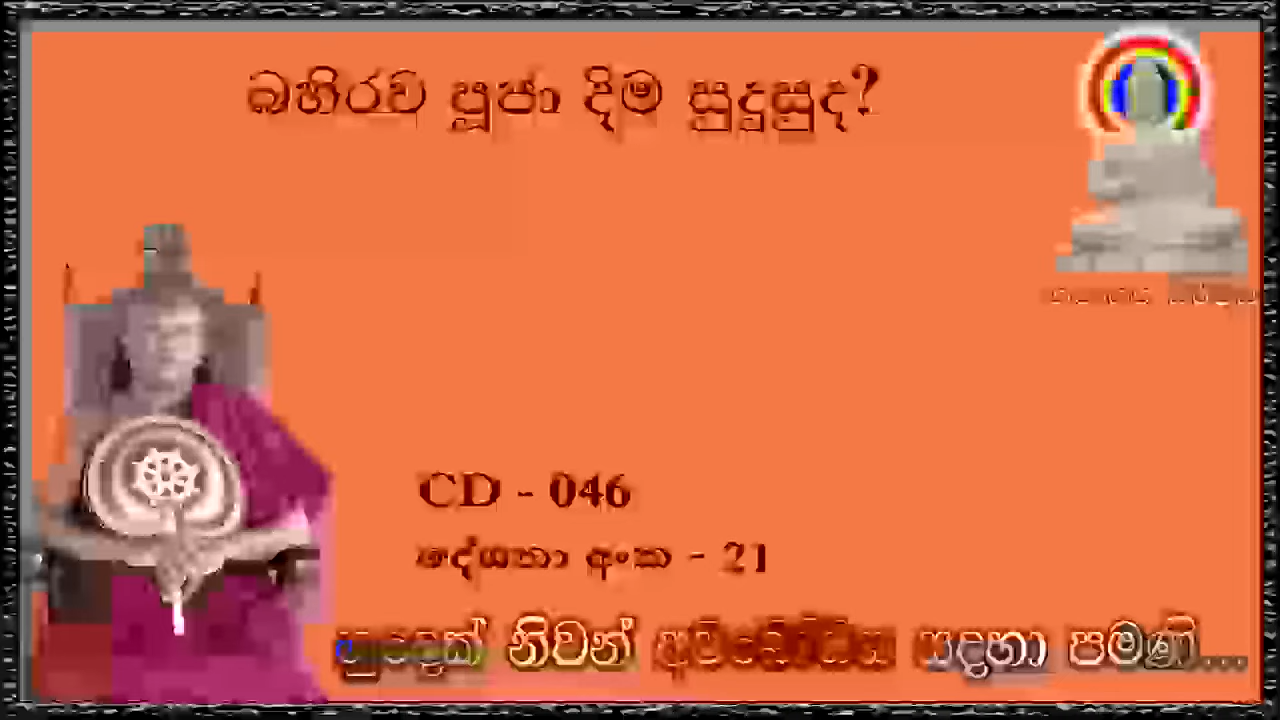 බහිරව පූජා දිම සුදුසුද?
CD - 046
දේශනා අංක - 21
හුදෙක් නිවන් අවබෝධය සදහා පමණි...